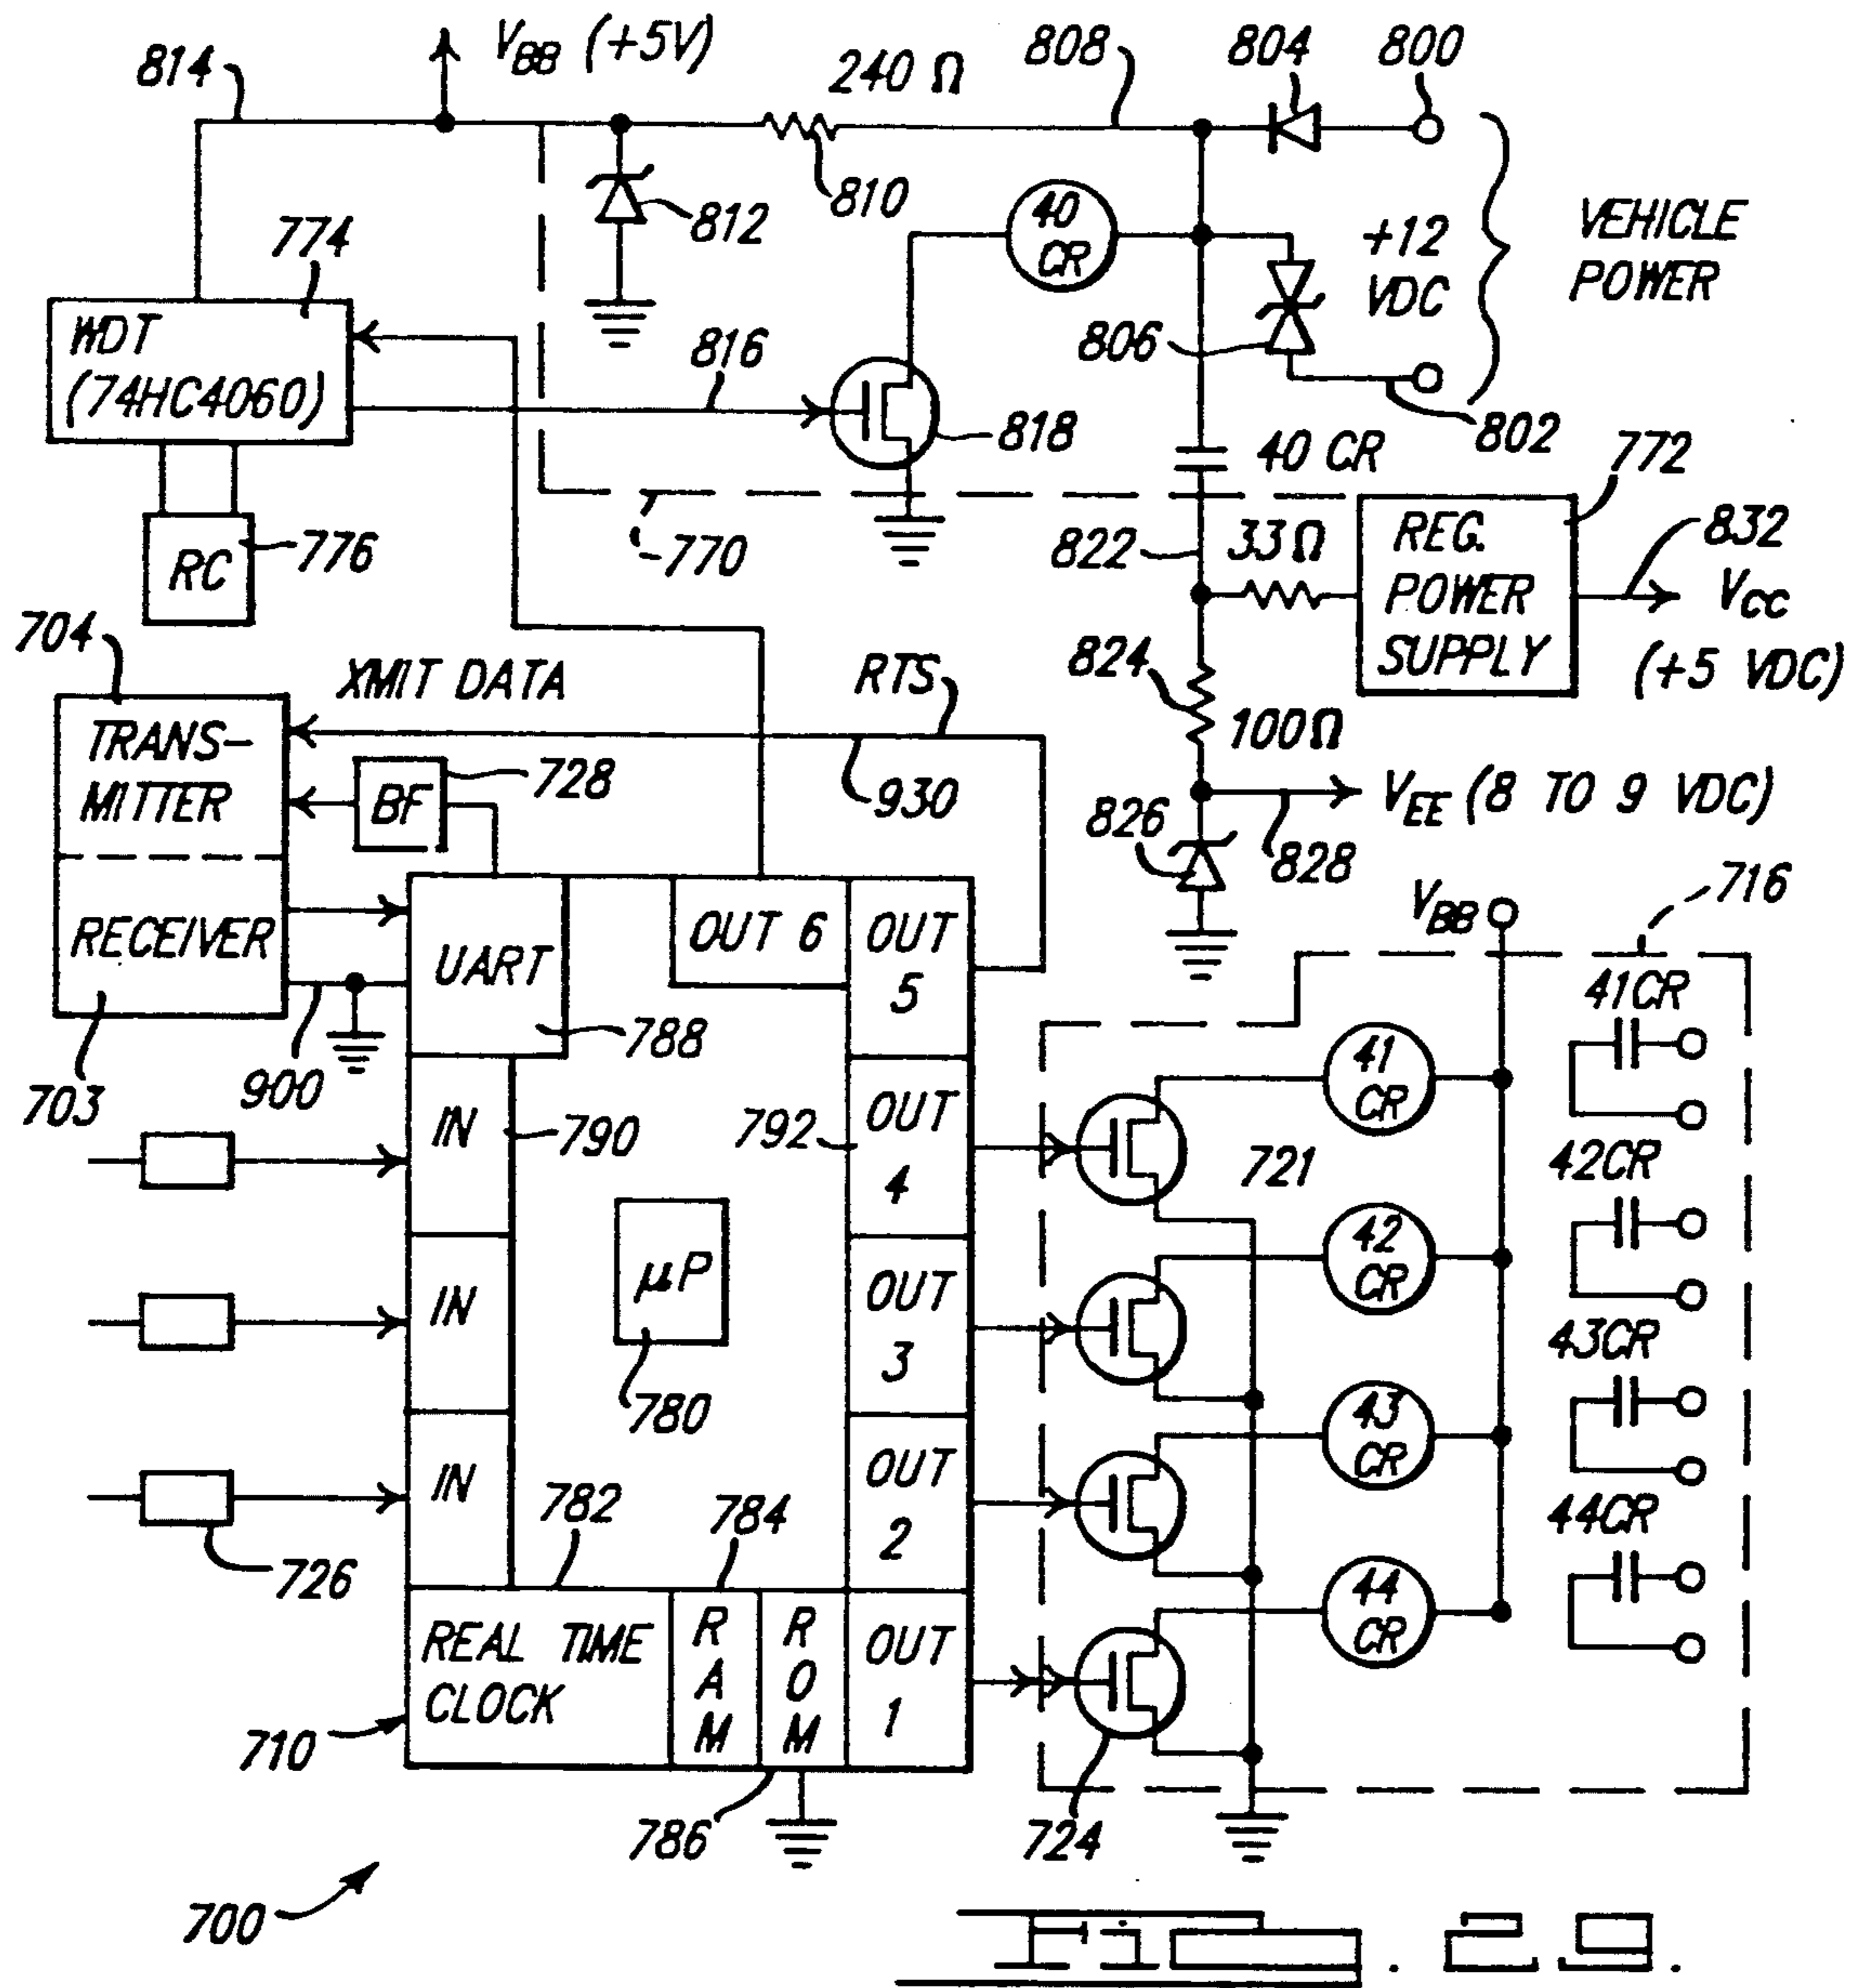 814
V_BB (+5V)
240 Ω
808
804
800
810
812
774
WDT
(74HC4060)
816
818
40
CR
+12
VDC
806
802
VEHICLE
POWER
40 CR
772
RC
776
770
822
33Ω
REG.
POWER
SUPPLY
832
V_CC
(+5 VDC)
704
XMIT DATA
RTS
824
100Ω
TRANS-
MITTER
BF
728
930
V_EE (8 TO 9 VDC)
826
828
RECEIVER
UART
OUT 6
OUT
5
V_BB
716
703
900
788
41CR
IN
790
792
OUT
4
721
41
CR
42CR
IN
μP
780
OUT
3
42
CR
43CR
IN
726
782
784
OUT
2
43
CR
44CR
REAL TIME
CLOCK
RAM
ROM
OUT
1
44
CR
710
786
724
700
FIG. 29.